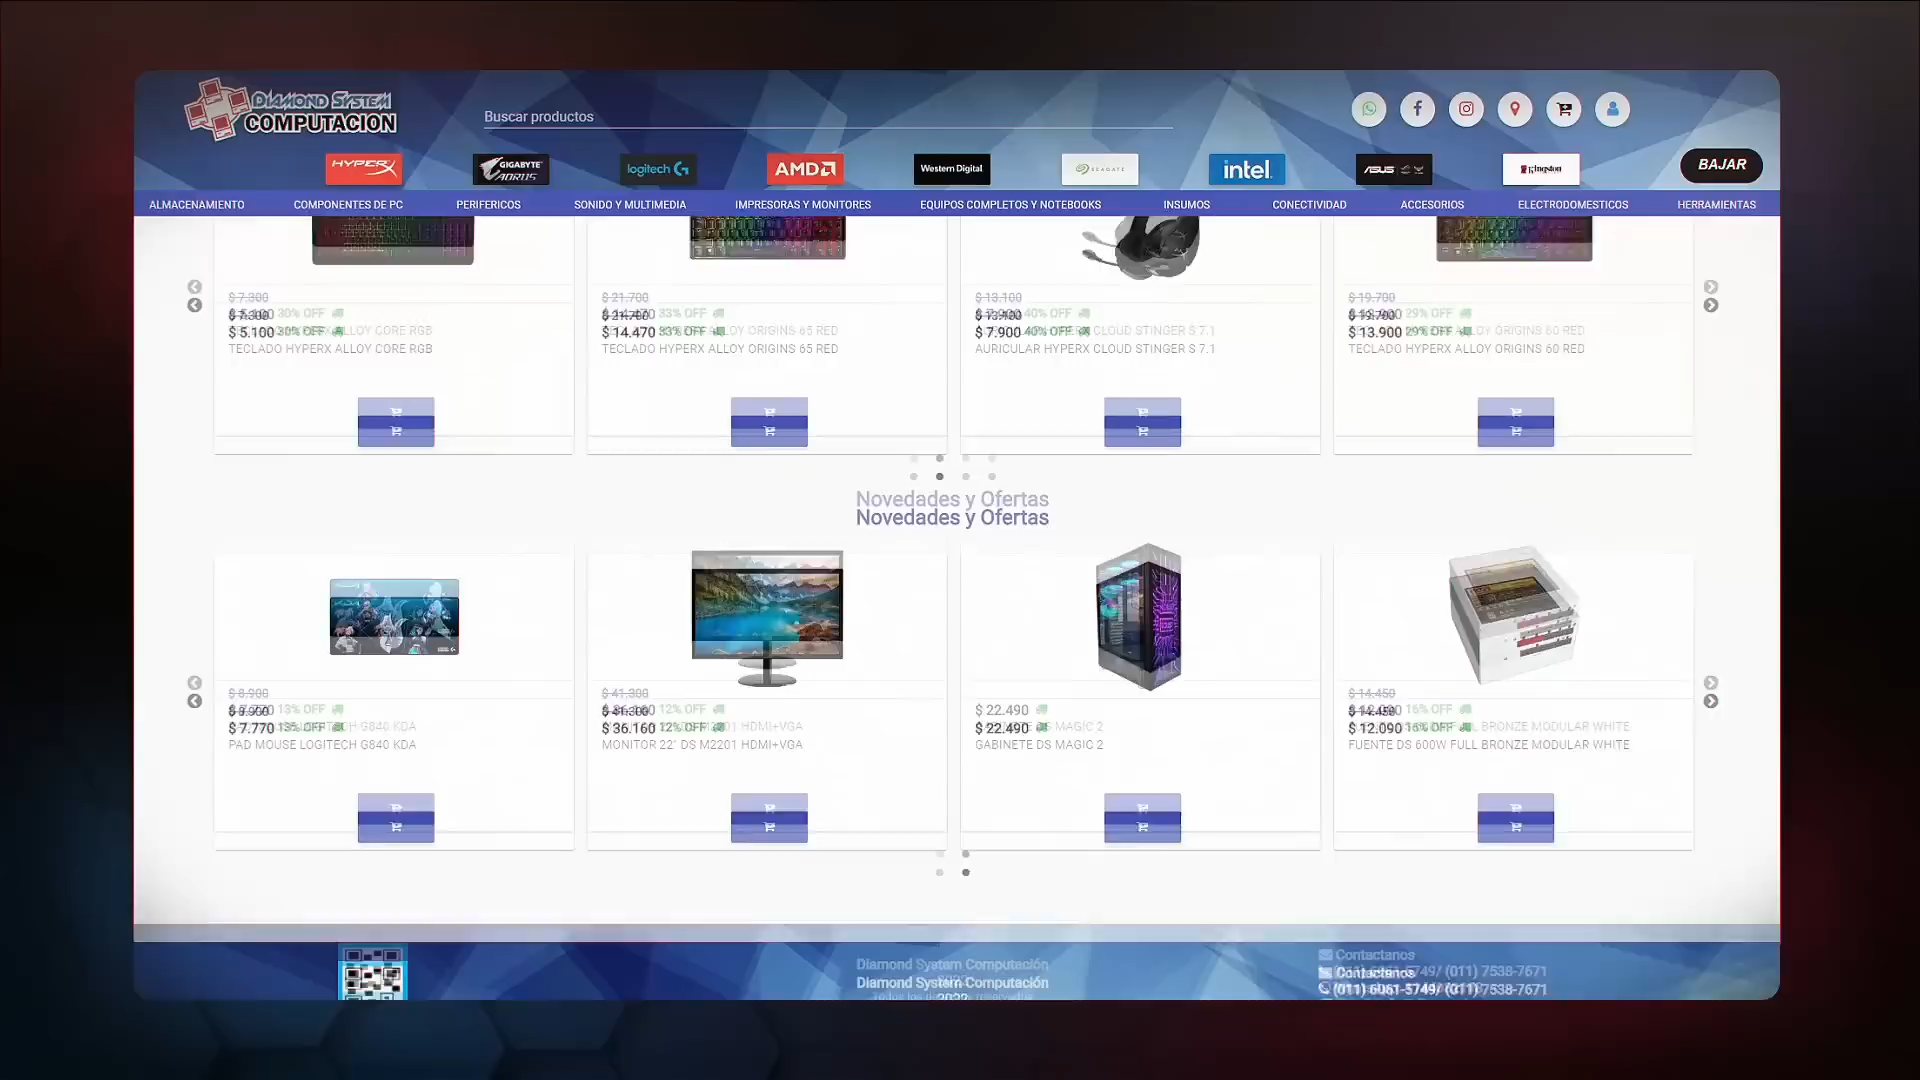 DIAMOND SYSTEM
COMPUTACION
Buscar productos
HYPERX
GIGABYTE
AORUS
logitech G
AMD
Western Digital
SEAGATE
intel
ASUS
Kingston
BAJAR
ALMACENAMIENTO
COMPONENTES DE PC
PERIFERICOS
SONIDO Y MULTIMEDIA
IMPRESORAS Y MONITORES
EQUIPOS COMPLETOS Y NOTEBOOKS
INSUMOS
CONECTIVIDAD
ACCESORIOS
ELECTRODOMESTICOS
HERRAMIENTAS
$ 7.300
$ 5.100 30% OFF
TECLADO HYPERX ALLOY CORE RGB
$ 21.700
$ 14.470 33% OFF
TECLADO HYPERX ALLOY ORIGINS 65 RED
$ 13.100
$ 7.900 40% OFF
AURICULAR HYPERX CLOUD STINGER S 7.1
$ 19.700
$ 13.900 29% OFF
TECLADO HYPERX ALLOY ORIGINS 60 RED
Novedades y Ofertas
$ 8.900
$ 7.770 13% OFF
PAD MOUSE LOGITECH G840 KDA
$ 41.300
$ 36.160 12% OFF
MONITOR 22" DS M2201 HDMI+VGA
$ 22.490
GABINETE DS MAGIC 2
$ 14.450
$ 12.090 16% OFF
FUENTE DS 600W FULL BRONZE MODULAR WHITE
Diamond System Computación
2022
Contactanos
(011) 6061-5749/ (011) 7538-7671